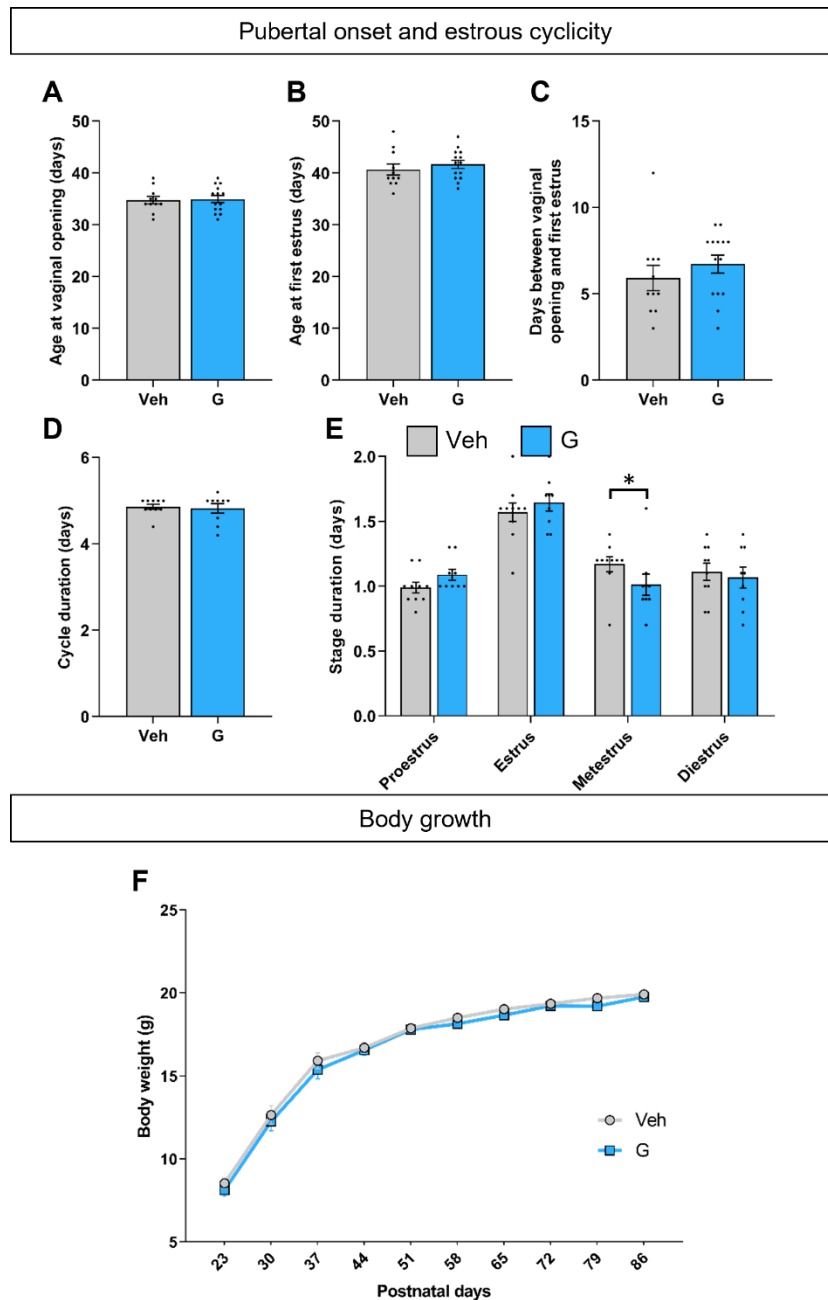 Pubertal onset and estrous cyclicity
A
Age at vaginal opening (days)
50
40
30
20
10
0
Veh
G
B
Age at first estrus (days)
50
40
30
20
10
0
Veh
G
C
Days between vaginal
opening and first estrus
15
10
5
0
Veh
G
D
Cycle duration (days)
6
4
2
0
Veh
G
E
Veh
G
Stage duration (days)
2.0
1.5
1.0
0.5
0.0
*
Proestrus
Estrus
Metestrus
Diestrus
Body growth
F
Body weight (g)
25
20
15
10
5
Veh
G
23
30
37
44
51
58
65
72
79
86
Postnatal days